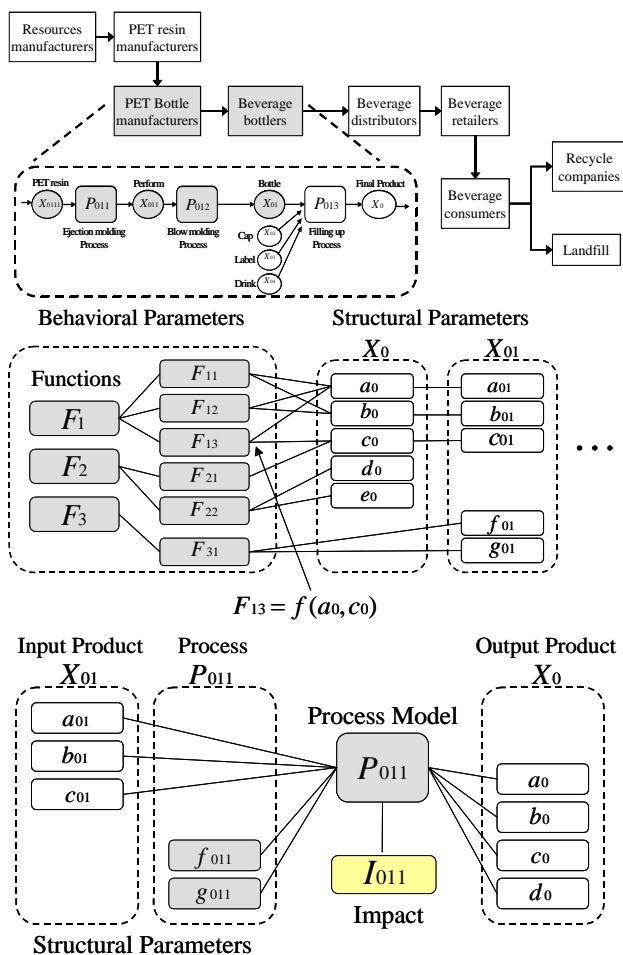 Resources
manufacturers
PET resin
manufacturers
PET Bottle
manufacturers
Beverage
bottlers
Beverage
distributors
Beverage
retailers
Recycle
companies
Beverage
consumers
Landfill
PET resin
Perform
Bottle
Final Product
X0111
P011
X011
P012
X01
P013
X0
Ejection molding
Process
Blow molding
Process
Filling up
Process
Cap
X02
Label
X03
Drink
X04
Behavioral Parameters
Structural Parameters
X0
X01
Functions
F1
F2
F3
F11
F12
F13
F21
F22
F31
a0
b0
c0
d0
e0
a01
b01
c01
f01
g01
...
F13 = f(a0, c0)
Input Product
X01
Process
P011
Output Product
X0
Process Model
P011
a01
b01
c01
f011
g011
I011
Impact
a0
b0
c0
d0
Structural Parameters